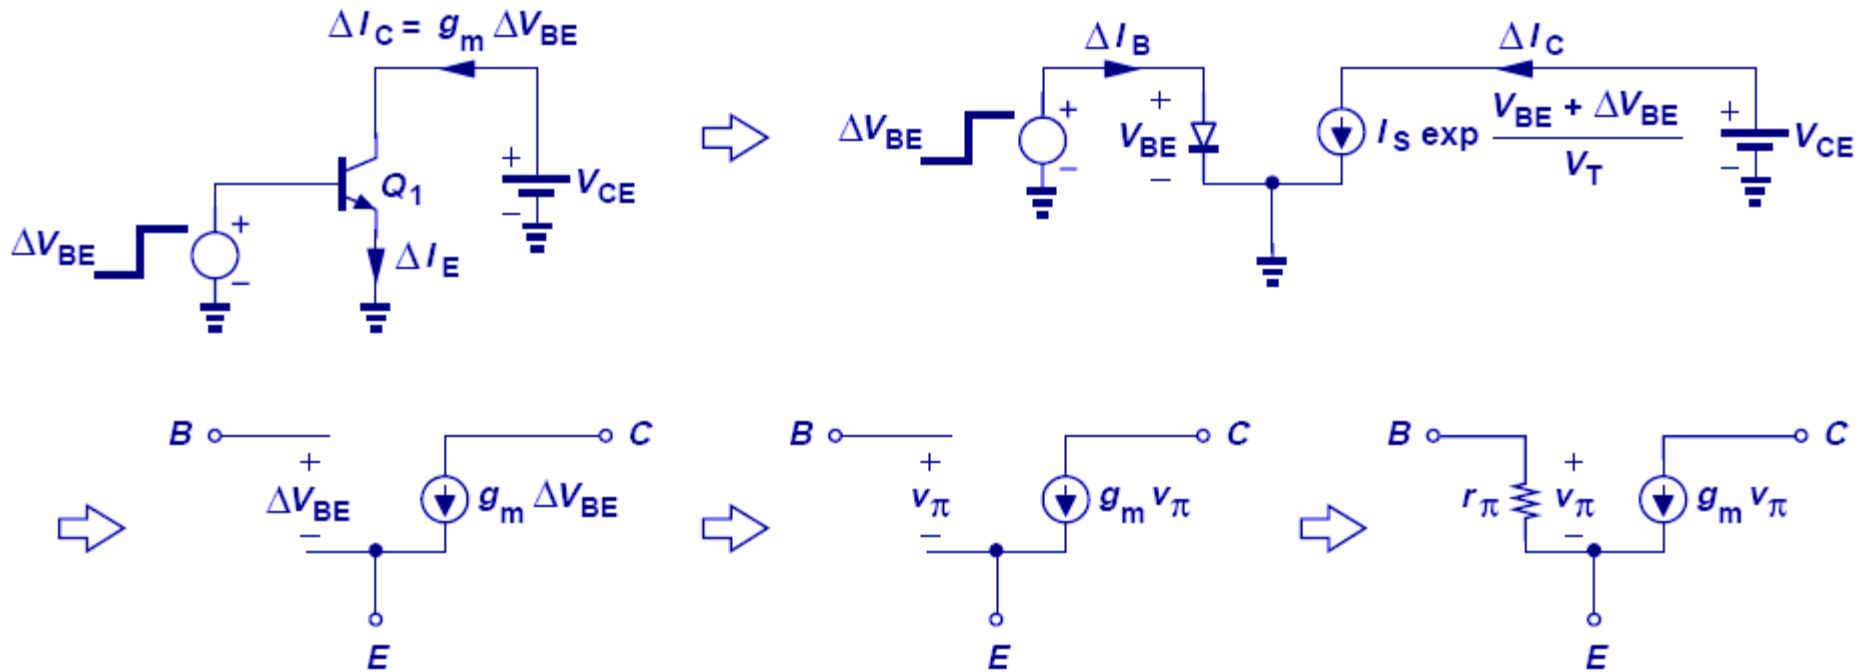 ΔI_C = g_m ΔV_BE
+
Q_1
V_CE
−
ΔV_BE
+
−
ΔI_E
ΔI_B
ΔI_C
ΔV_BE
+
−
+
V_BE
−
I_S exp (V_BE + ΔV_BE) / V_T
+
V_CE
−
B
C
+
ΔV_BE
−
g_m ΔV_BE
E
B
C
+
v_π
−
g_m v_π
E
B
C
r_π
+
v_π
−
g_m v_π
E